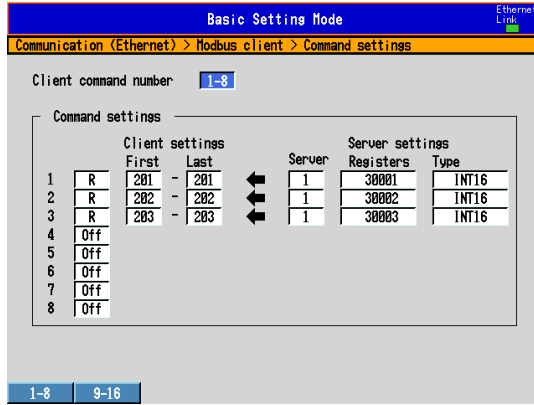 Basic Setting Mode
Ethernet
Link
Communication (Ethernet) > Modbus client > Command settings
Client command number 1-8
Command settings
Client settings Server settings
First Last Server Registers Type
1 R 201 - 201 1 30001 INT16
2 R 202 - 202 1 30002 INT16
3 R 203 - 203 1 30003 INT16
4 Off
5 Off
6 Off
7 Off
8 Off
1-8 9-16